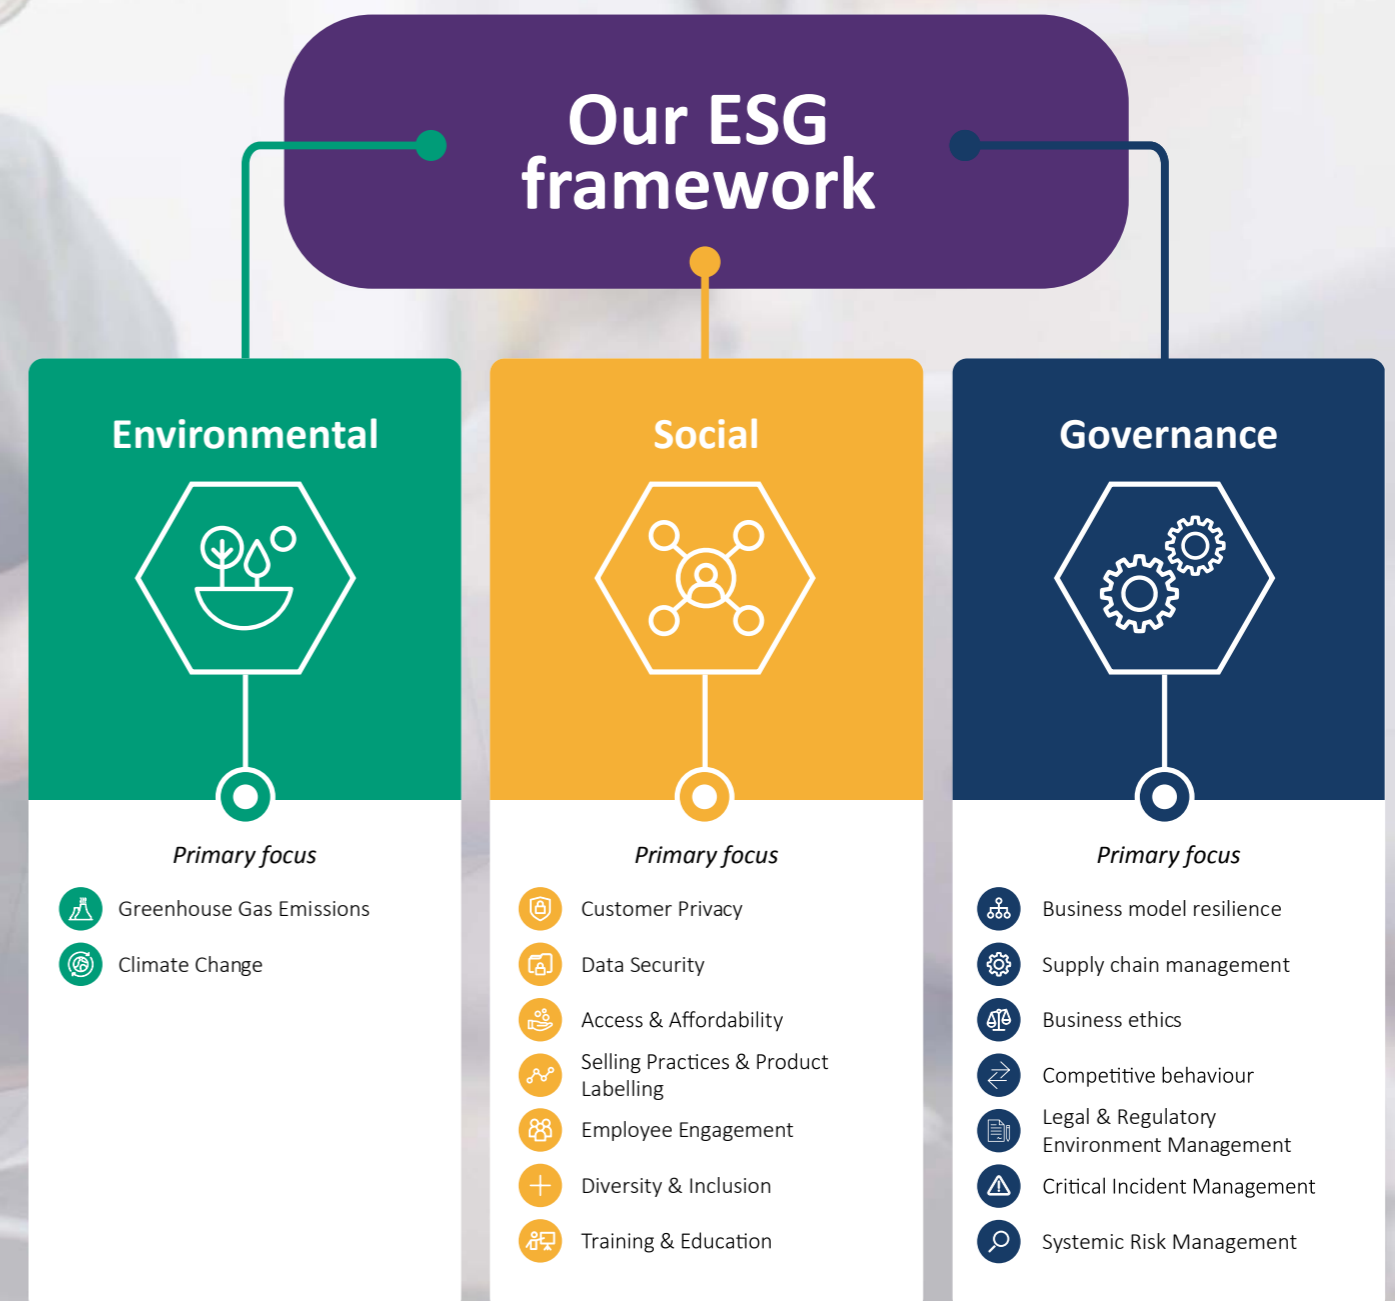 Our ESG
framework
Environmental
Primary focus
Greenhouse Gas Emissions
Climate Change
Social
Primary focus
Customer Privacy
Data Security
Access & Affordability
Selling Practices & Product
Labelling
Employee Engagement
Diversity & Inclusion
Training & Education
Governance
Primary focus
Business model resilience
Supply chain management
Business ethics
Competitive behaviour
Legal & Regulatory
Environment Management
Critical Incident Management
Systemic Risk Management